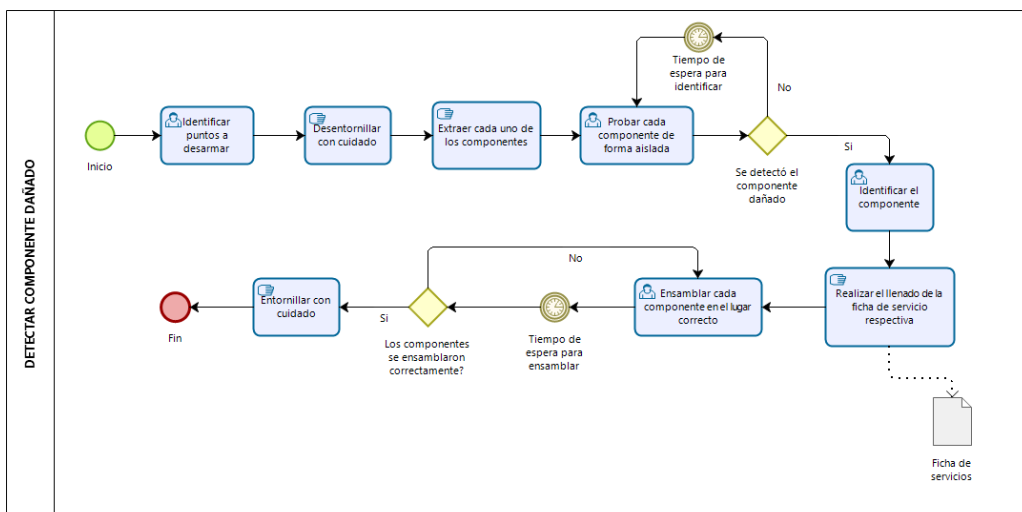 DETECTAR COMPONENTE DAÑADO
Inicio
Identificar
puntos a
desarmar
Desentornillar
con cuidado
Extraer cada uno de
los componentes
Probar cada
componente de
forma aislada
Tiempo de
espera para
identificar
No
Se detectó el
componente
dañado
Si
Identificar el
componente
Realizar el llenado de la
ficha de servicio
respectiva
Ficha de
servicios
Ensamblar cada
componente en el lugar
correcto
Tiempo de
espera para
ensamblar
No
Los componentes
se ensamblaron
correctamente?
Si
Entornillar con
cuidado
Fin